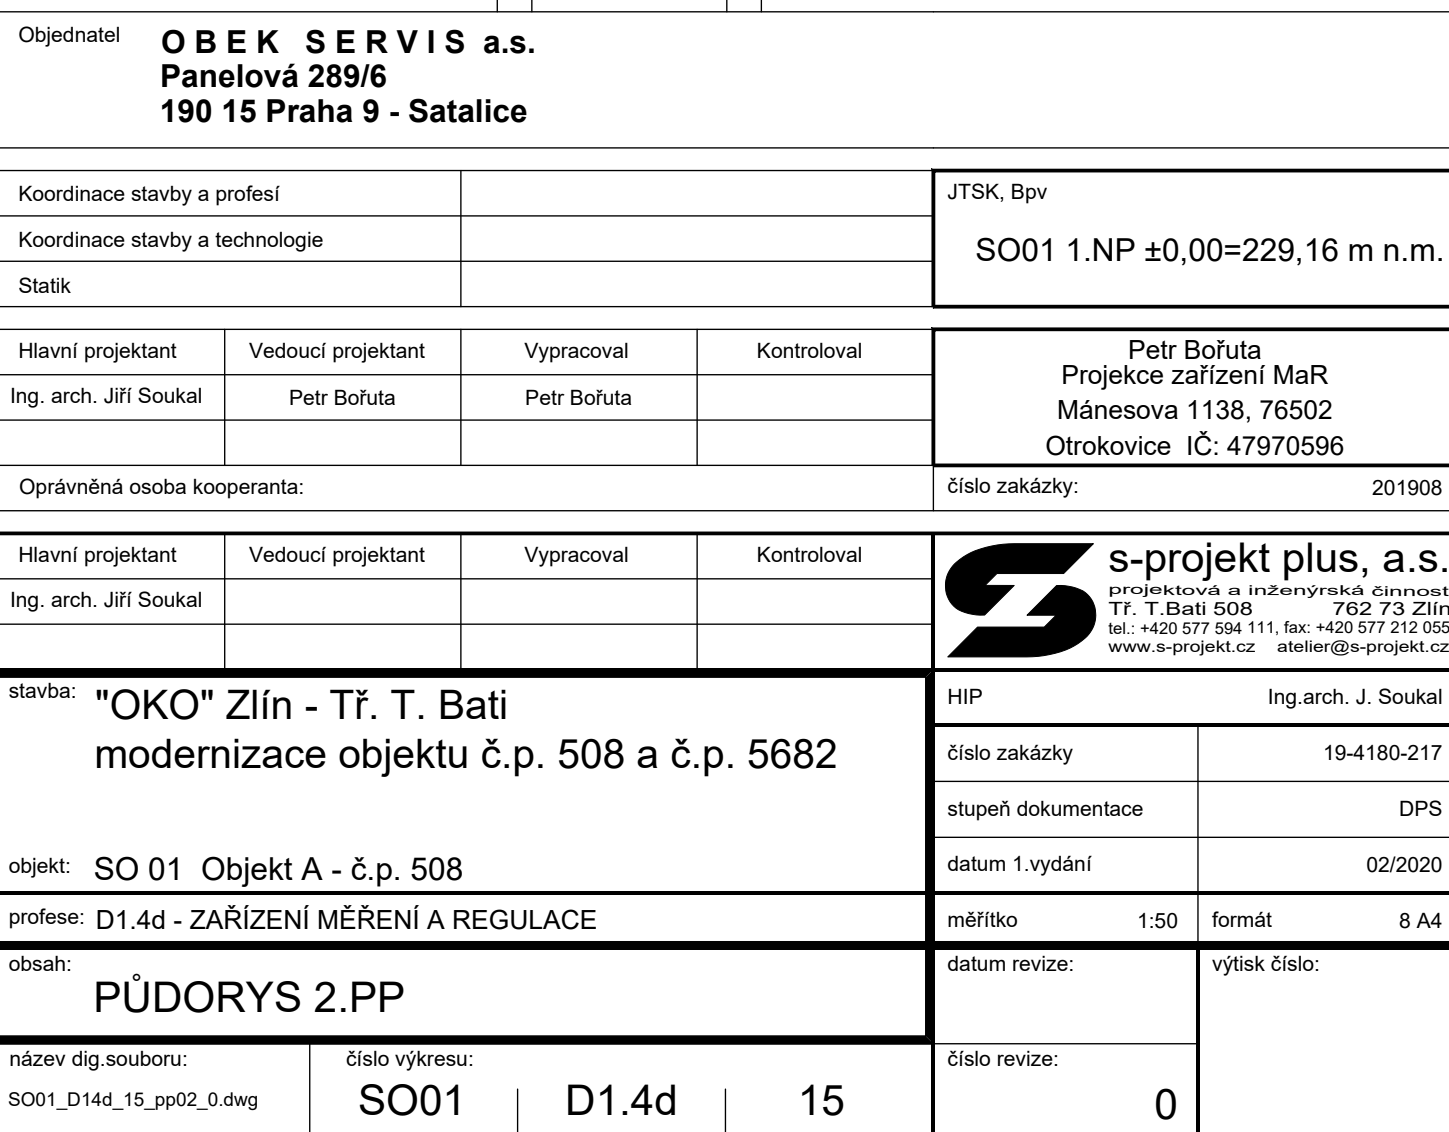 Objednatel
O B E K   S E R V I S  a.s.
Panelová 289/6
190 15 Praha 9 - Satalice
Koordinace stavby a profesí
Koordinace stavby a technologie
Statik
JTSK, Bpv
SO01 1.NP ±0,00=229,16 m n.m.
Hlavní projektant Vedoucí projektant Vypracoval Kontroloval
Ing. arch. Jiří Soukal Petr Bořuta Petr Bořuta
Petr Bořuta
Projekce zařízení MaR
Mánesova 1138, 76502
Otrokovice  IČ: 47970596
Oprávněná osoba kooperanta:
číslo zakázky: 201908
Hlavní projektant Vedoucí projektant Vypracoval Kontroloval
Ing. arch. Jiří Soukal
s-projekt plus, a.s.
projektová a inženýrská činnost
Tř. T.Bati 508 762 73 Zlín
tel.: +420 577 594 111, fax: +420 577 212 055
www.s-projekt.cz atelier@s-projekt.cz
stavba: "OKO" Zlín - Tř. T. Bati
modernizace objektu č.p. 508 a č.p. 5682
objekt: SO 01  Objekt A - č.p. 508
profese: D1.4d - ZAŘÍZENÍ MĚŘENÍ A REGULACE
HIP Ing.arch. J. Soukal
číslo zakázky 19-4180-217
stupeň dokumentace DPS
datum 1.vydání 02/2020
měřítko 1:50 formát 8 A4
obsah:
PŮDORYS 2.PP
datum revize:
výtisk číslo:
název dig.souboru:
SO01_D14d_15_pp02_0.dwg
číslo výkresu:
SO01 D1.4d 15
číslo revize:
0